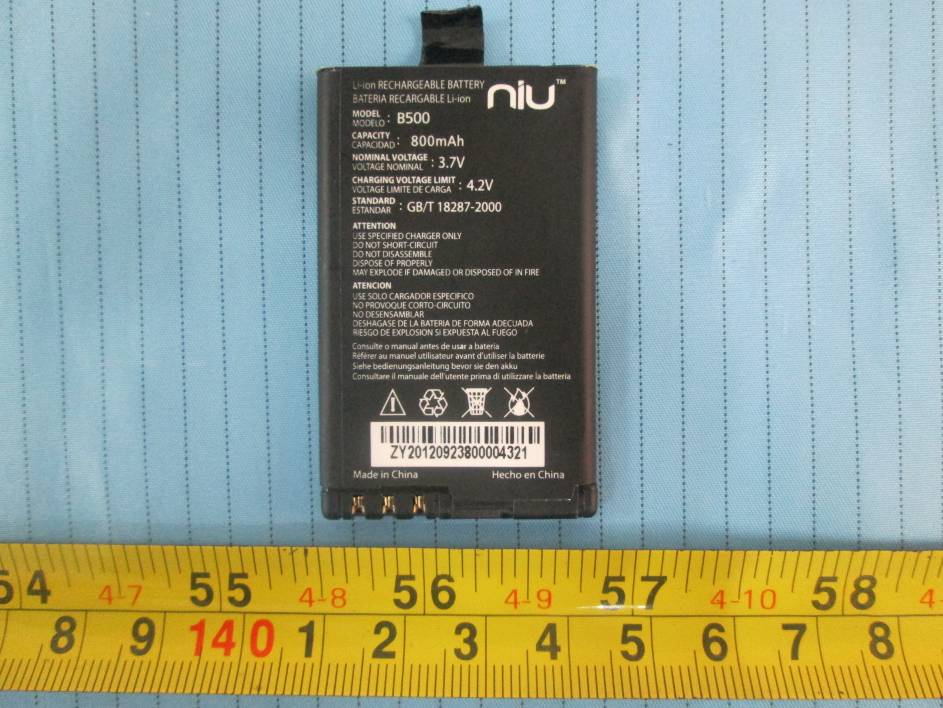 Li-ion RECHARGEABLE BATTERY
BATERIA RECARGABLE Li-ion
niu™
MODEL
MODELO : B500
CAPACITY
CAPACIDAD : 800mAh
NOMINAL VOLTAGE
VOLTAGE NOMINAL : 3.7V
CHARGING VOLTAGE LIMIT
VOLTAGE LIMITE DE CARGA : 4.2V
STANDARD
ESTANDAR : GB/T 18287-2000
ATTENTION
USE SPECIFIED CHARGER ONLY
DO NOT SHORT-CIRCUIT
DO NOT DISASSEMBLE
DISPOSE OF PROPERLY
MAY EXPLODE IF DAMAGED OR DISPOSED OF IN FIRE
ATENCION
USE SOLO CARGADOR ESPECIFICO
NO PROVOQUE CORTO-CIRCUITO
NO DESENSAMBLAR
DESHAGASE DE LA BATERIA DE FORMA ADECUADA
RIESGO DE EXPLOSION SI EXPUESTA AL FUEGO
Consulte o manual antes de usar a bateria
Référer au manuel utilisateur avant d'utiliser la batterie
Siehe bedienungsanleitung bevor sie den akku
Consultare il manuale dell'utente prima di utilizzare la batteria
ZY20120923800004321
Made in China Hecho en China
54 4-7 55 4-8 56 4-9 57 4-10 58 4-
8 9 140 1 2 3 4 5 6 7 8